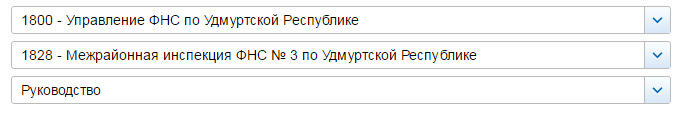 1800 - Управление ФНС по Удмуртской Республике
1828 - Межрайонная инспекция ФНС № 3 по Удмуртской Республике
Руководство